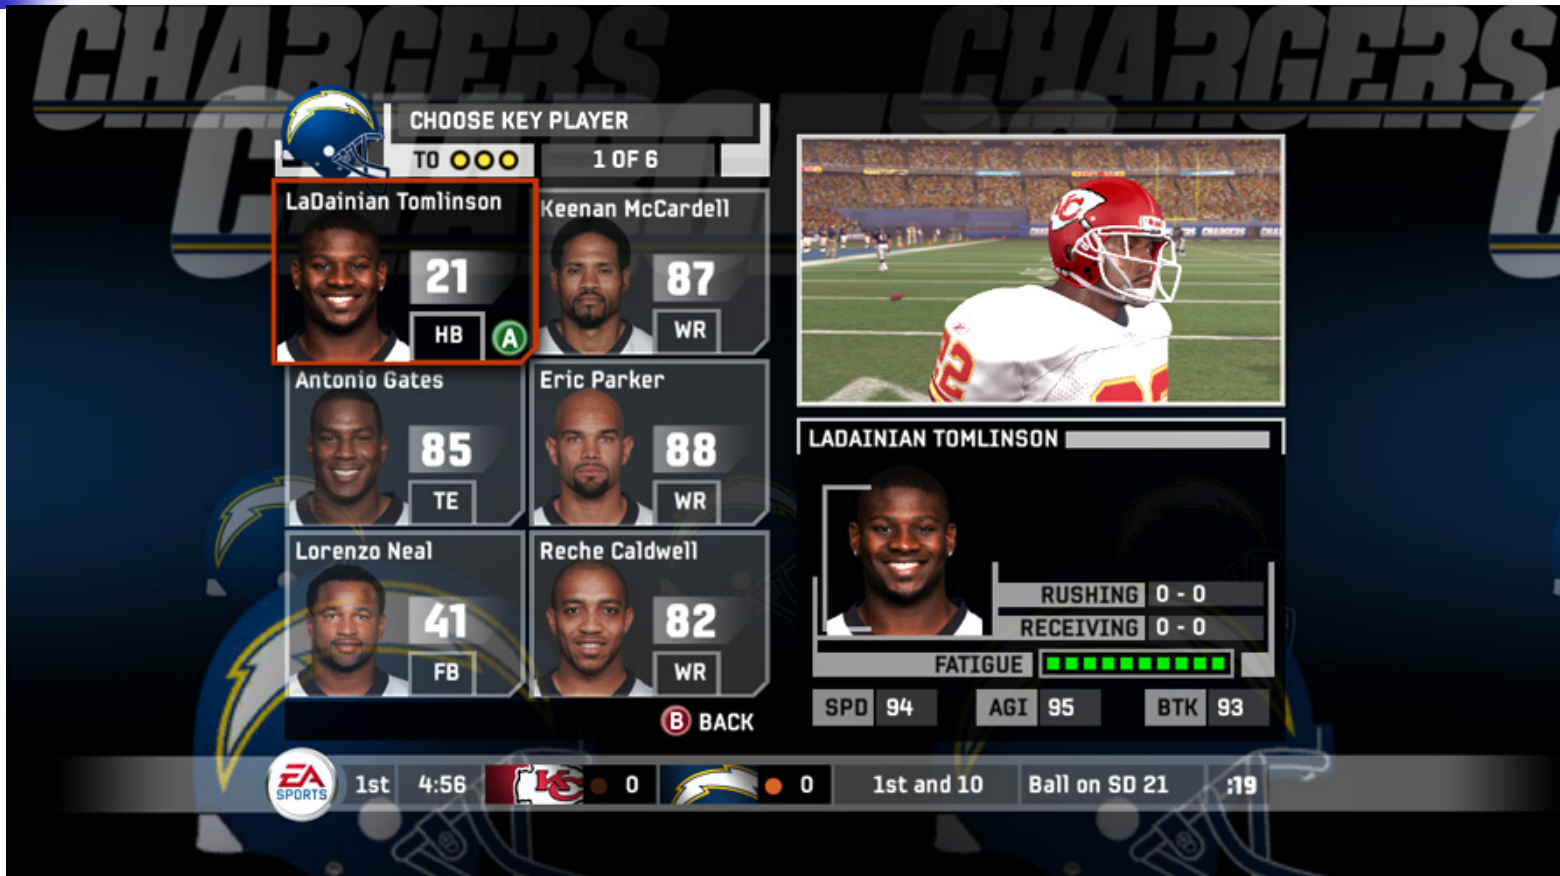 CHARGERS
CHARGERS
CHOOSE KEY PLAYER
TO
1 OF 6
LaDainian Tomlinson
21
HB
A
Keenan McCardell
87
WR
Antonio Gates
85
TE
Eric Parker
88
WR
Lorenzo Neal
41
FB
Reche Caldwell
82
WR
B BACK
KC
22
CHARGERS
LADAINIAN TOMLINSON
RUSHING 0 - 0
RECEIVING 0 - 0
FATIGUE
SPD 94 AGI 95 BTK 93
EA
SPORTS
1st 4:56 KC 0 0 1st and 10 Ball on SD 21 :19